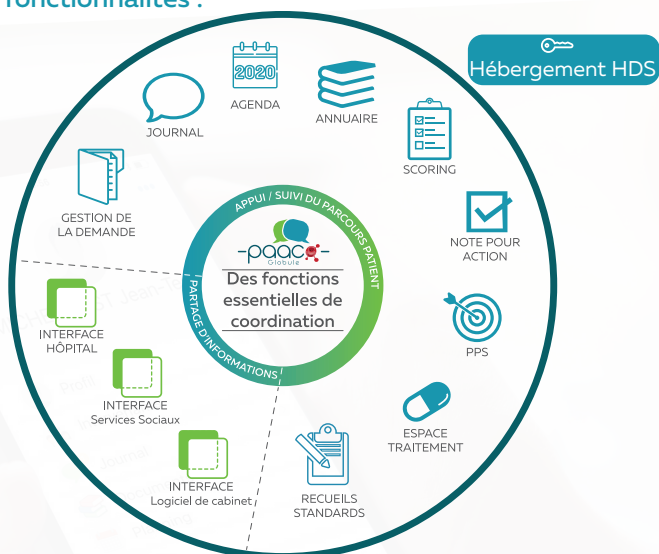 fonctionnalités :
Hébergement HDS
2020
AGENDA
JOURNAL
ANNUAIRE
SCORING
GESTION DE
LA DEMANDE
NOTE POUR
ACTION
APPUI / SUIVI DU PARCOURS PATIENT
-paaco-
Globule
Des fonctions
essentielles de
coordination
PARTAGE D'INFORMATIONS
INTERFACE
HÔPITAL
PPS
INTERFACE
Services Sociaux
ESPACE
TRAITEMENT
INTERFACE
Logiciel de cabinet
RECUEILS
STANDARDS
Profil
Journal